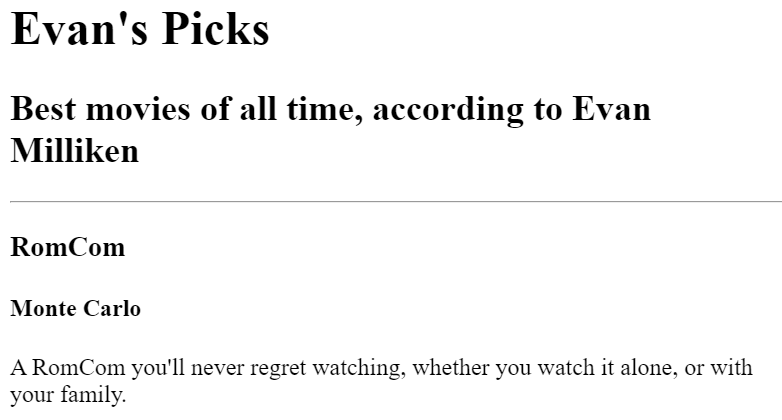 Evan's Picks
Best movies of all time, according to Evan
Milliken
RomCom
Monte Carlo
A RomCom you'll never regret watching, whether you watch it alone, or with
your family.